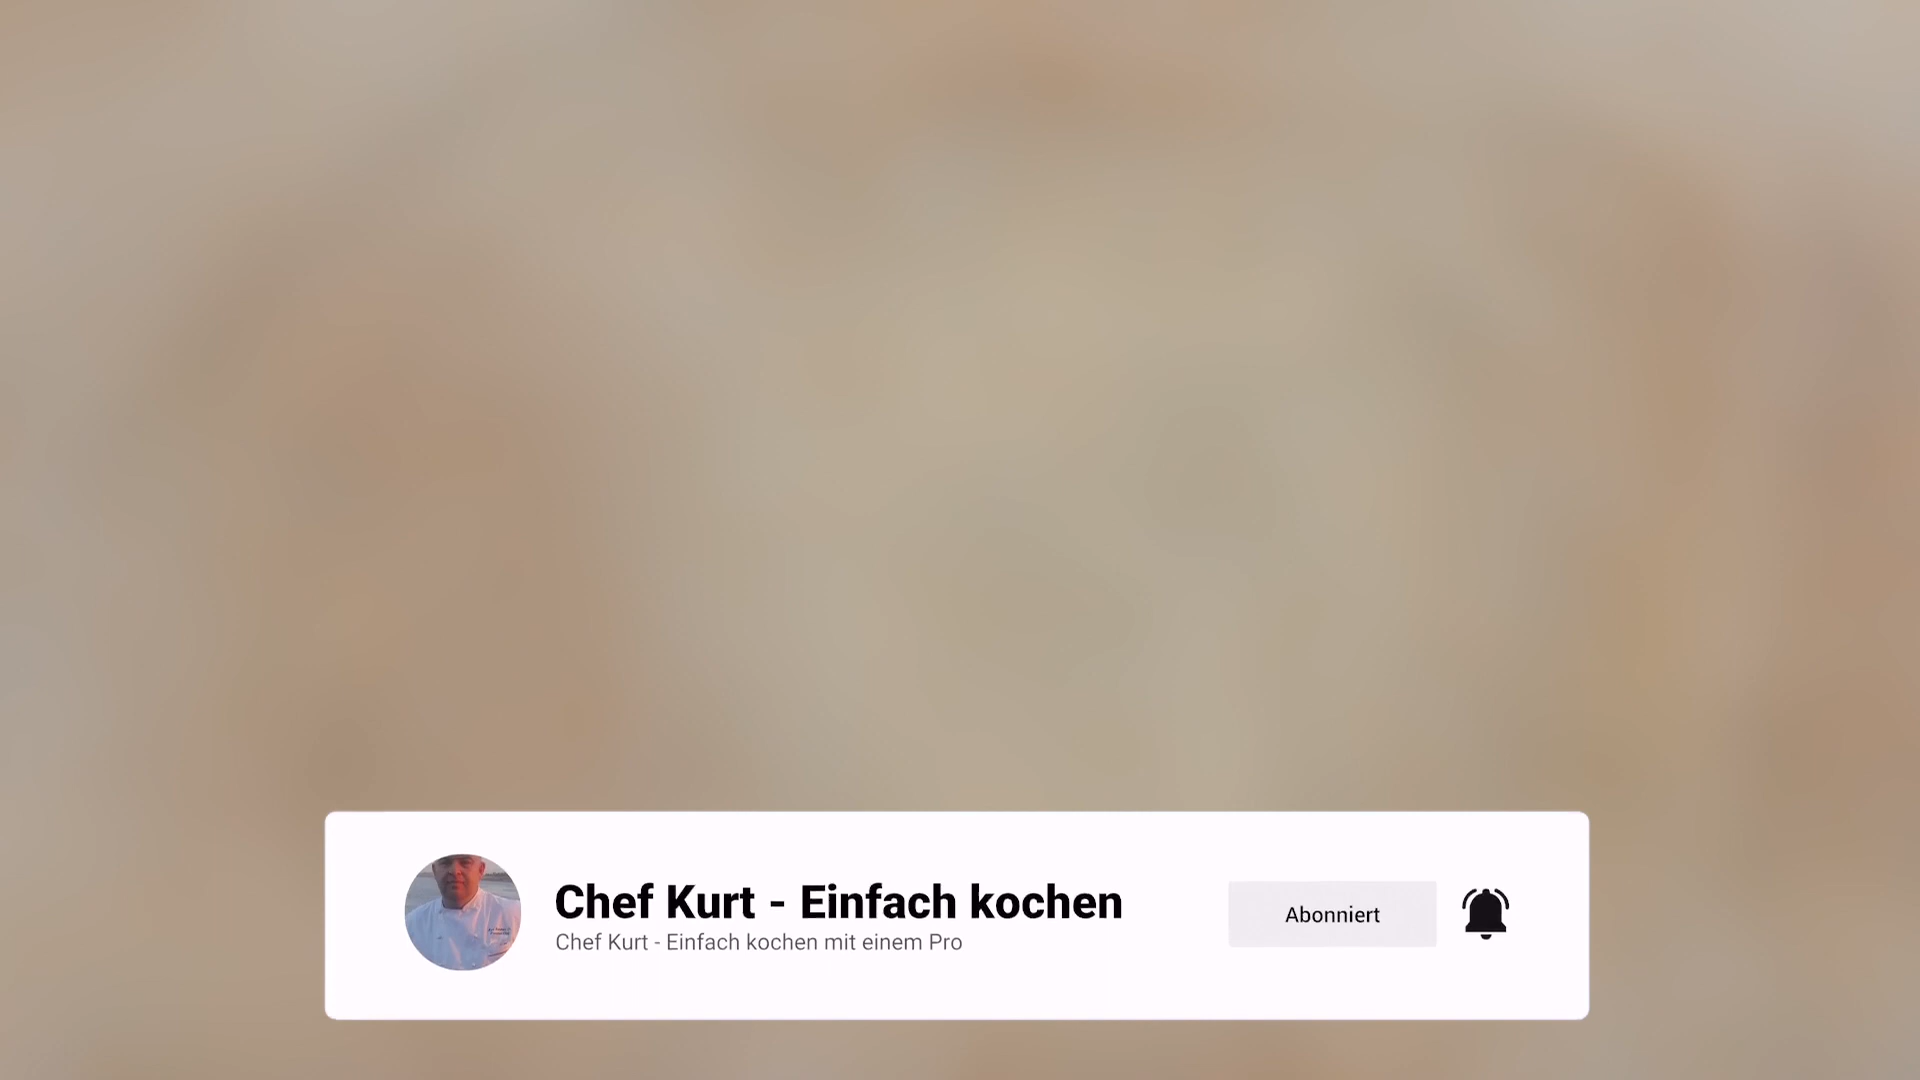 Chef Kurt - Einfach kochen
Chef Kurt - Einfach kochen mit einem Pro
Abonniert